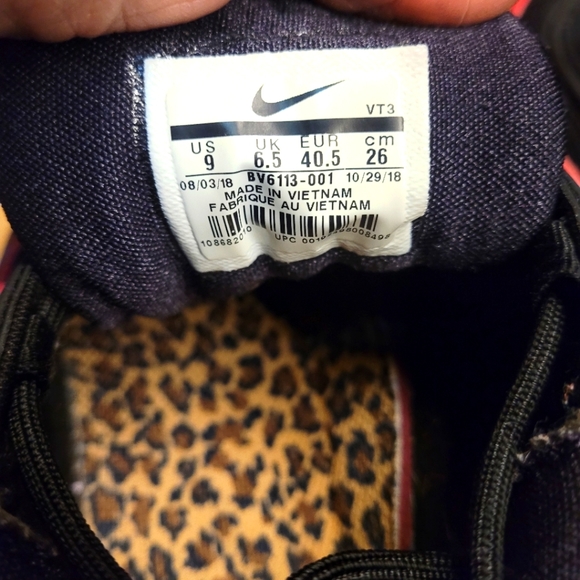 VT3
US UK EUR cm
9 6.5 40.5 26
08/03/18 BV6113-001 10/29/18
MADE IN VIETNAM
FABRIQUE AU VIETNAM
UPC